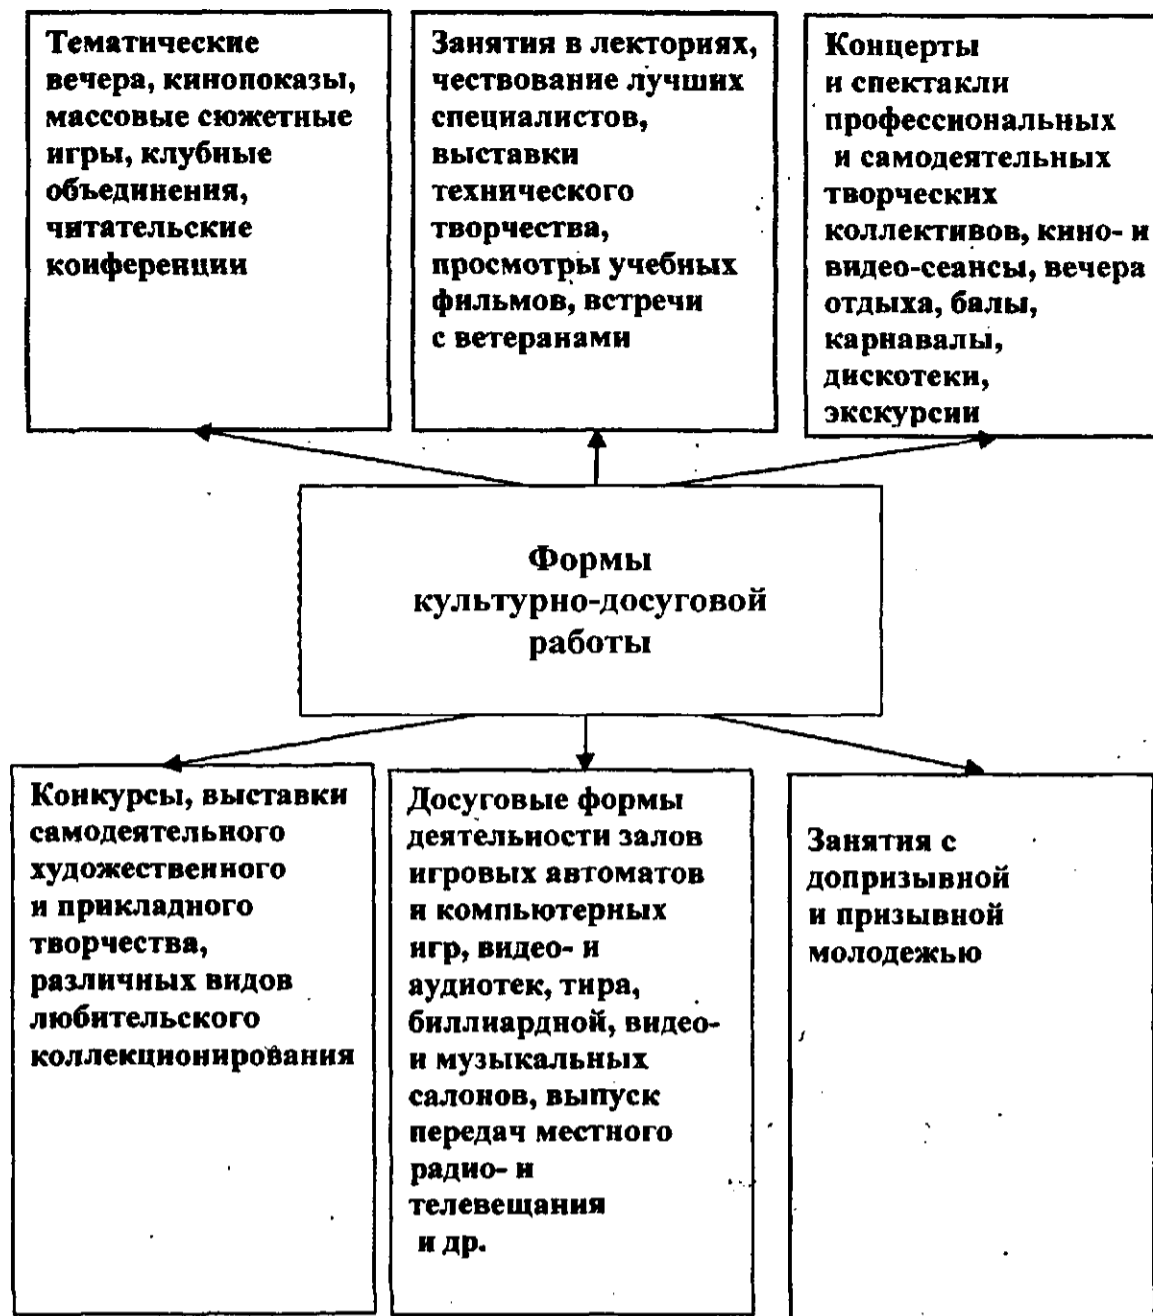 Тематические
вечера, кинопоказы,
массовые сюжетные
игры, клубные
объединения,
читательские
конференции
Занятия в лекториях,
чествование лучших
специалистов,
выставки
технического
творчества,
просмотры учебных
фильмов, встречи
с ветеранами
Концерты
и спектакли
профессиональных
и самодеятельных
творческих
коллективов, кино- и
видео-сеансы, вечера
отдыха, балы,
карнавалы,
дискотеки,
экскурсии
Формы
культурно-досуговой
работы
Конкурсы, выставки
самодеятельного
художественного
и прикладного
творчества,
различных видов
любительского
коллекционирования
Досуговые формы
деятельности залов
игровых автоматов
и компьютерных
игр, видео- и
аудиотек, тира,
биллиардной, видео-
и музыкальных
салонов, выпуск
передач местного
радио- и
телевещания
и др.
Занятия с
допризывной
и призывной
молодежью